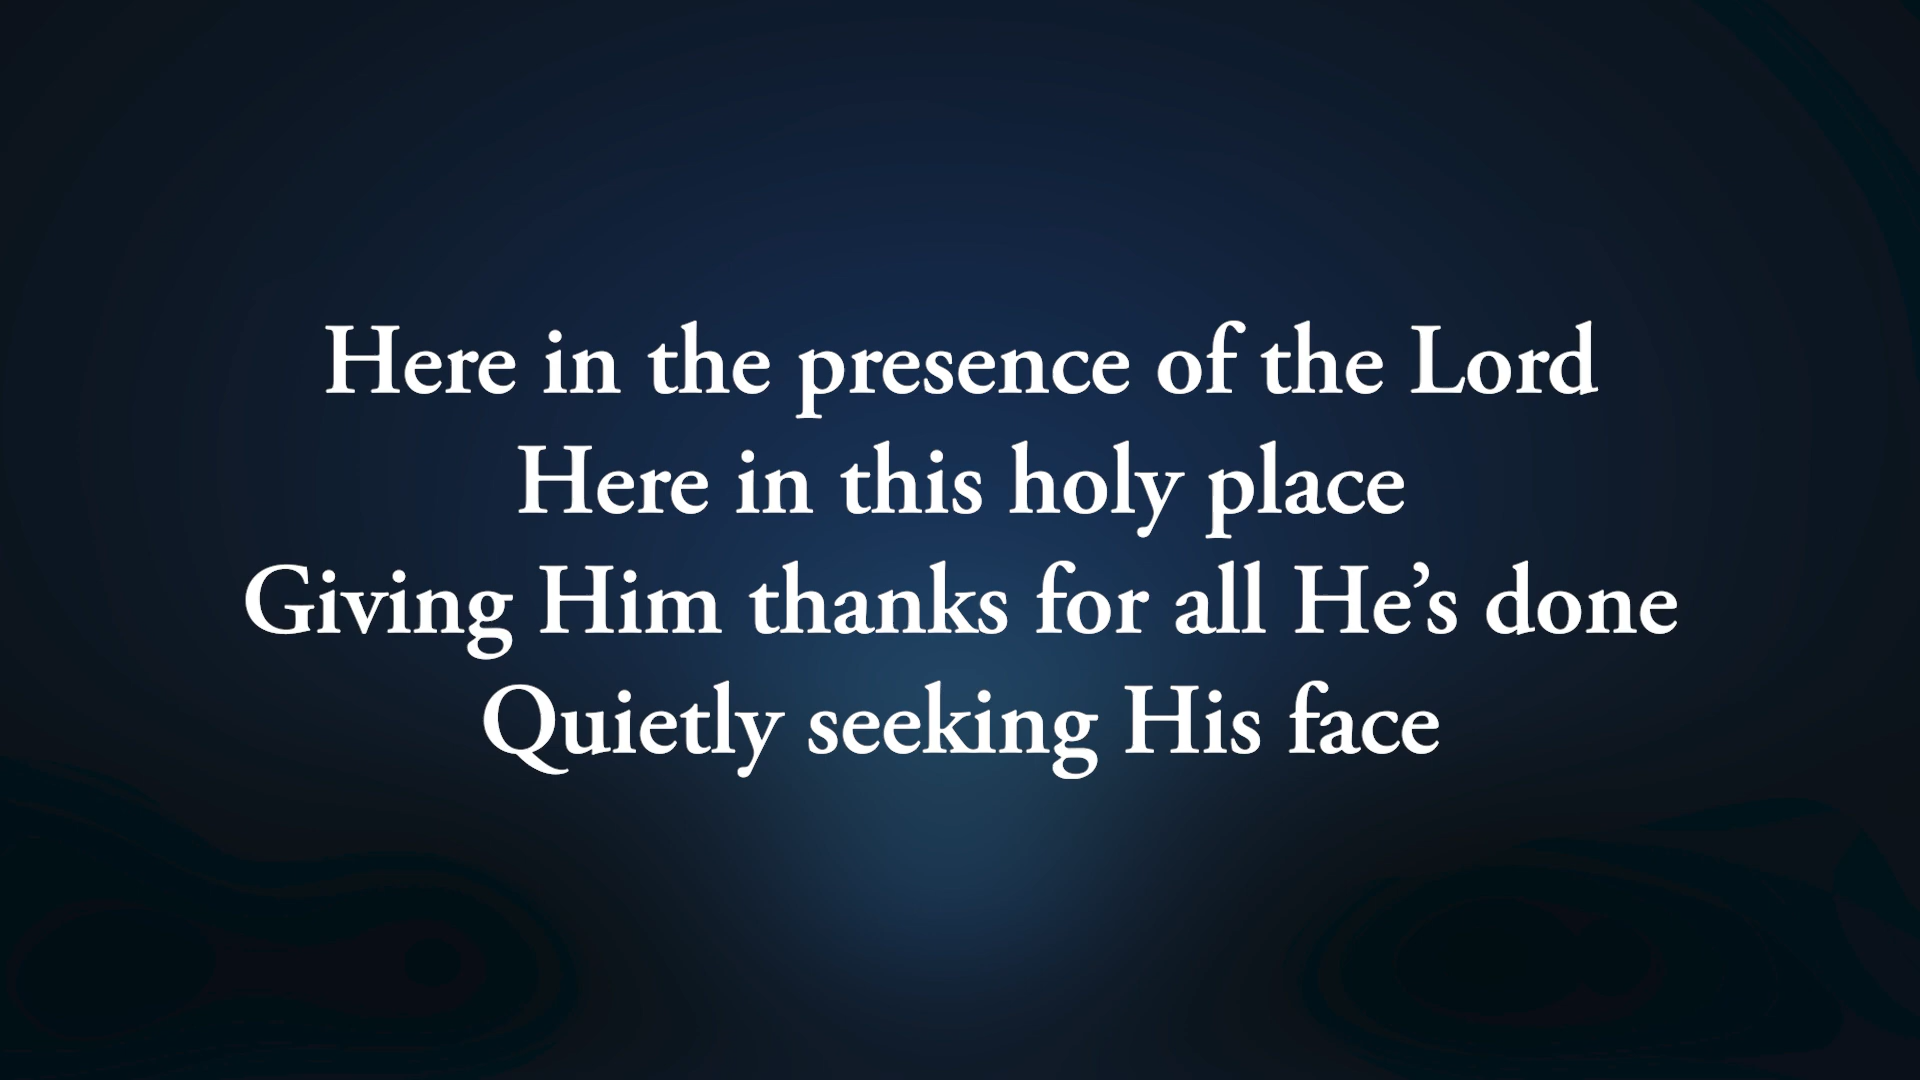 Here in the presence of the Lord
Here in this holy place
Giving Him thanks for all He’s done
Quietly seeking His face